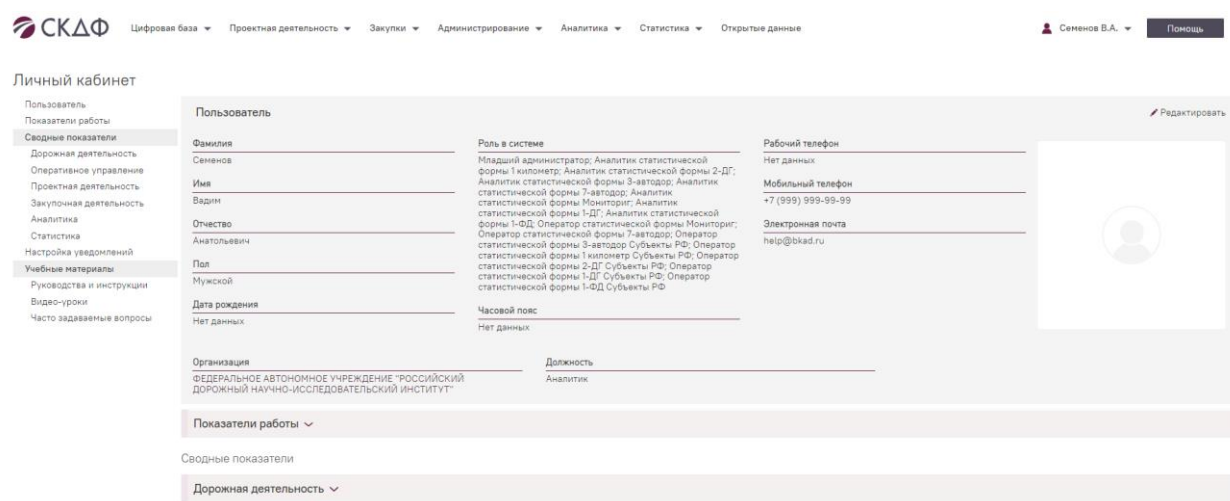 СКДФ
Цифровая база
Проектная деятельность
Закупки
Администрирование
Аналитика
Статистика
Открытые данные
Семенов В.А.
Помощь
Личный кабинет
Пользователь
Показатели работы
Сводные показатели
Дорожная деятельность
Оперативное управление
Проектная деятельность
Закупочная деятельность
Аналитика
Статистика
Настройка уведомлений
Учебные материалы
Руководства и инструкции
Видео-уроки
Часто задаваемые вопросы
Пользователь
Редактировать
Фамилия
Семенов
Имя
Вадим
Отчество
Анатольевич
Пол
Мужской
Дата рождения
Нет данных
Роль в системе
Младший администратор; Аналитик статистической
формы 1 километр; Аналитик статистической формы 2-ДГ;
Аналитик статистической формы 3-автодор; Аналитик
статистической формы 7-автодор; Аналитик
статистической формы Мониториг; Аналитик
статистической формы 1-ДГ; Аналитик статистической
формы 1-ФД; Оператор статистической формы Мониториг;
Оператор статистической формы 7-автодор; Оператор
статистической формы 3-автодор Субъекты РФ; Оператор
статистической формы 1 километр Субъекты РФ; Оператор
статистической формы 2-ДГ Субъекты РФ; Оператор
статистической формы 1-ДГ Субъекты РФ; Оператор
статистической формы 1-ФД Субъекты РФ
Часовой пояс
Нет данных
Рабочий телефон
Нет данных
Мобильный телефон
+7 (999) 999-99-99
Электронная почта
help@bkad.ru
Организация
ФЕДЕРАЛЬНОЕ АВТОНОМНОЕ УЧРЕЖДЕНИЕ "РОССИЙСКИЙ
ДОРОЖНЫЙ НАУЧНО-ИССЛЕДОВАТЕЛЬСКИЙ ИНСТИТУТ"
Должность
Аналитик
Показатели работы
Сводные показатели
Дорожная деятельность